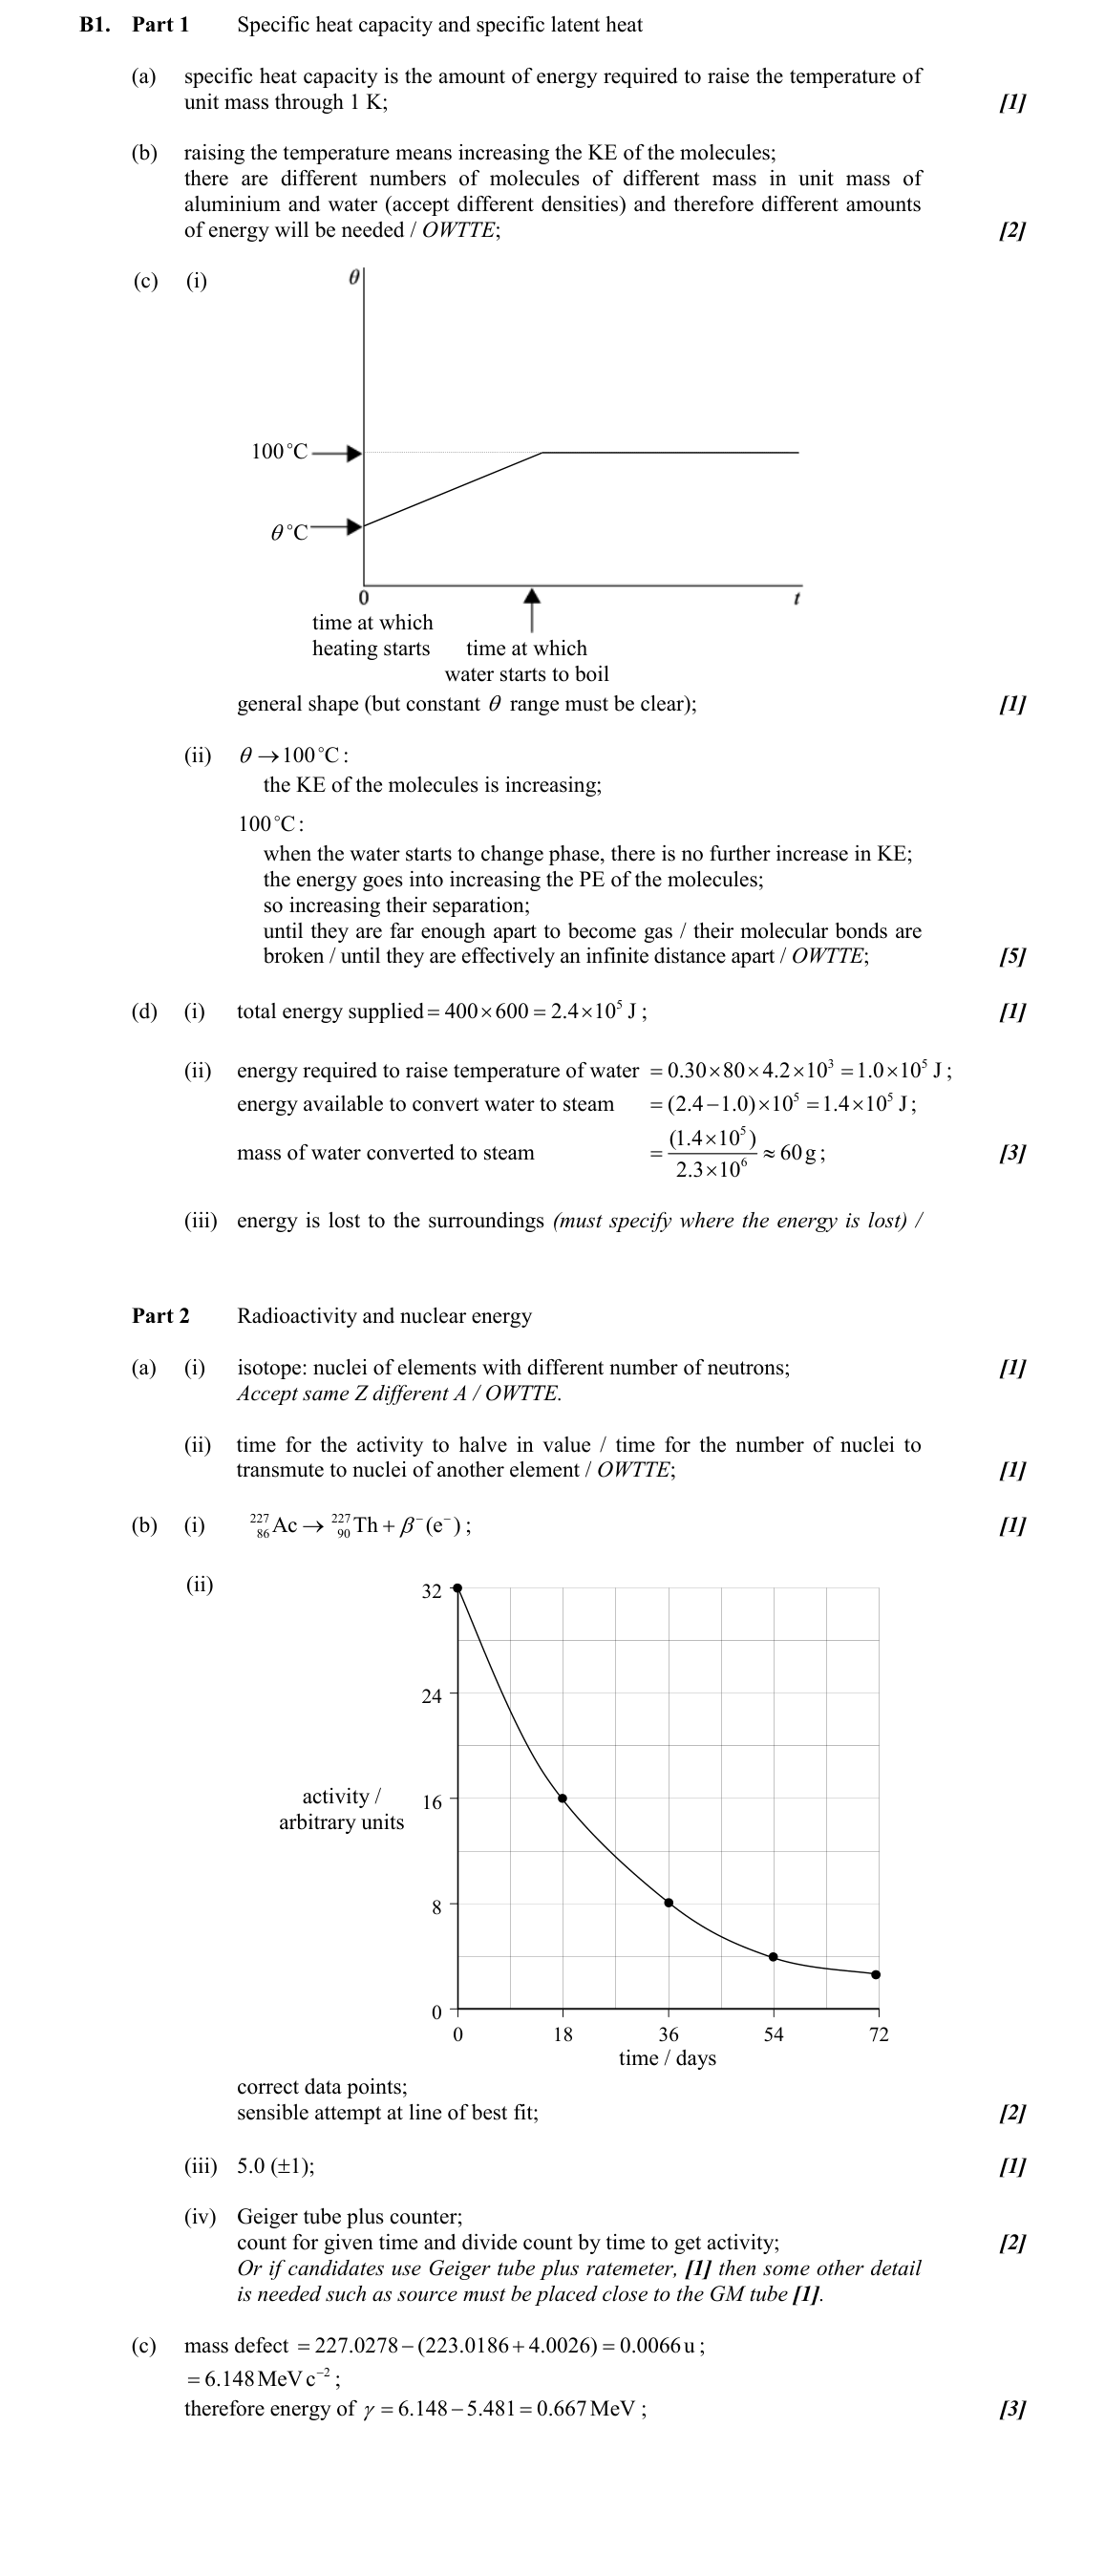 B1. Part 1 Specific heat capacity and specific latent heat
(a) specific heat capacity is the amount of energy required to raise the temperature of
unit mass through 1 K; [1]
(b) raising the temperature means increasing the KE of the molecules;
there are different numbers of molecules of different mass in unit mass of
aluminium and water (accept different densities) and therefore different amounts
of energy will be needed / OWTTE; [2]
(c) (i) θ
100°C
θ°C
0 t
time at which
heating starts time at which
water starts to boil
general shape (but constant θ range must be clear); [1]
(ii) θ → 100°C:
the KE of the molecules is increasing;
100°C:
when the water starts to change phase, there is no further increase in KE;
the energy goes into increasing the PE of the molecules;
so increasing their separation;
until they are far enough apart to become gas / their molecular bonds are
broken / until they are effectively an infinite distance apart / OWTTE; [5]
(d) (i) total energy supplied = 400×600 = 2.4×10⁵ J; [1]
(ii) energy required to raise temperature of water = 0.30×80×4.2×10³ = 1.0×10⁵ J;
energy available to convert water to steam = (2.4−1.0)×10⁵ = 1.4×10⁵ J;
mass of water converted to steam = (1.4×10⁵) / 2.3×10⁶ ≈ 60 g; [3]
(iii) energy is lost to the surroundings (must specify where the energy is lost) /
Part 2 Radioactivity and nuclear energy
(a) (i) isotope: nuclei of elements with different number of neutrons; [1]
Accept same Z different A / OWTTE.
(ii) time for the activity to halve in value / time for the number of nuclei to
transmute to nuclei of another element / OWTTE; [1]
(b) (i) ²²⁷₈₆Ac → ²²⁷₉₀Th + β⁻(e⁻); [1]
(ii) 32
24
activity /
arbitrary units
16
8
0
0 18 36 54 72
time / days
correct data points;
sensible attempt at line of best fit; [2]
(iii) 5.0 (±1); [1]
(iv) Geiger tube plus counter;
count for given time and divide count by time to get activity; [2]
Or if candidates use Geiger tube plus ratemeter, [1] then some other detail
is needed such as source must be placed close to the GM tube [1].
(c) mass defect = 227.0278 − (223.0186 + 4.0026) = 0.0066 u;
= 6.148 MeV c⁻²;
therefore energy of γ = 6.148 − 5.481 = 0.667 MeV; [3]